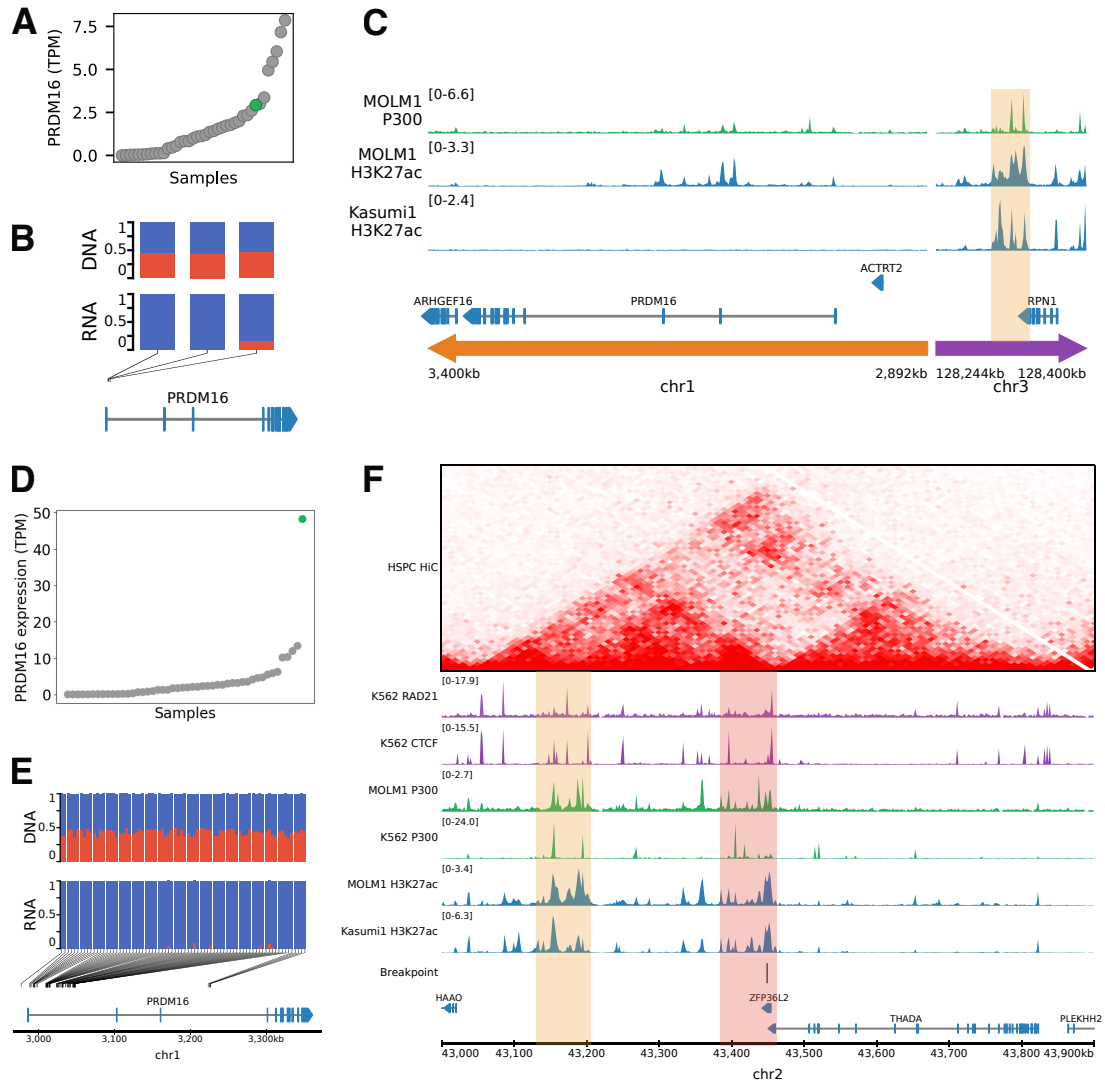 A
PRDM16 (TPM)
7.5
5.0
2.5
0.0
Samples
B
DNA
1
0.5
0
RNA
1
0.5
0
PRDM16
C
MOLM1
P300
[0-6.6]
MOLM1
H3K27ac
[0-3.3]
Kasumi1
H3K27ac
[0-2.4]
ACTRT2
ARHGEF16
PRDM16
RPN1
3,400kb
2,892kb
128,244kb
128,400kb
chr1
chr3
D
PRDM16 expression (TPM)
50
40
30
20
10
0
Samples
E
DNA
1
0.5
0
RNA
1
0.5
0
PRDM16
3,000
3,100
3,200
3,300kb
chr1
F
HSPC HiC
K562 RAD21
[0-17.9]
K562 CTCF
[0-15.5]
MOLM1 P300
[0-2.7]
K562 P300
[0-24.0]
MOLM1 H3K27ac
[0-3.4]
Kasumi1 H3K27ac
[0-6.3]
Breakpoint
HAAO
ZFP36L2
THADA
PLEKHH2
43,000
43,100
43,200
43,300
43,400
43,500
43,600
43,700
43,800
43,900kb
chr2